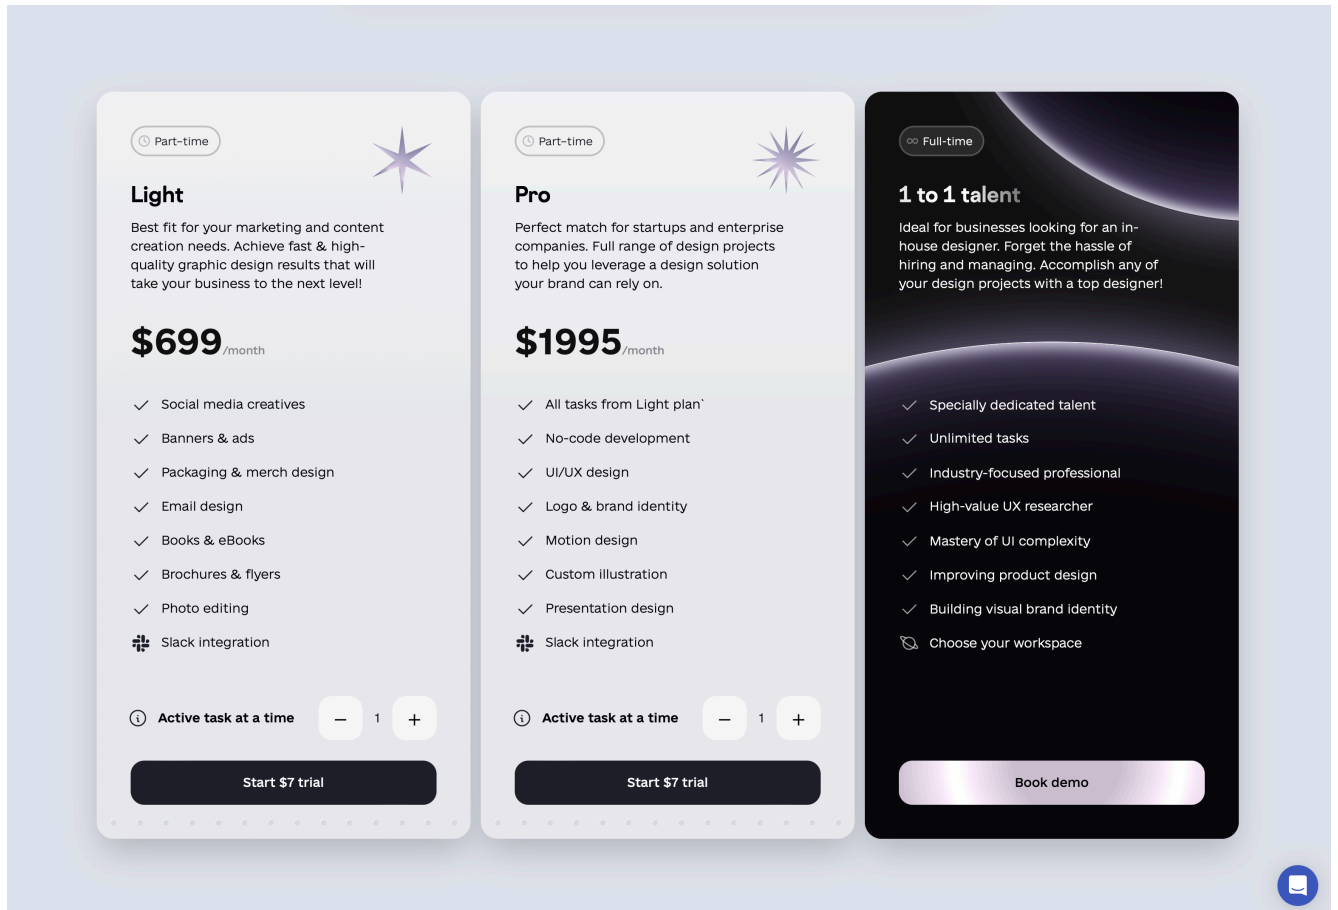 Part-time
Light
Best fit for your marketing and content
creation needs. Achieve fast & high-
quality graphic design results that will
take your business to the next level!
$699/month
Social media creatives
Banners & ads
Packaging & merch design
Email design
Books & eBooks
Brochures & flyers
Photo editing
Slack integration
Active task at a time
1
Start $7 trial
Part-time
Pro
Perfect match for startups and enterprise
companies. Full range of design projects
to help you leverage a design solution
your brand can rely on.
$1995/month
All tasks from Light plan`
No-code development
UI/UX design
Logo & brand identity
Motion design
Custom illustration
Presentation design
Slack integration
Active task at a time
1
Start $7 trial
Full-time
1 to 1 talent
Ideal for businesses looking for an in-
house designer. Forget the hassle of
hiring and managing. Accomplish any of
your design projects with a top designer!
Specially dedicated talent
Unlimited tasks
Industry-focused professional
High-value UX researcher
Mastery of UI complexity
Improving product design
Building visual brand identity
Choose your workspace
Book demo